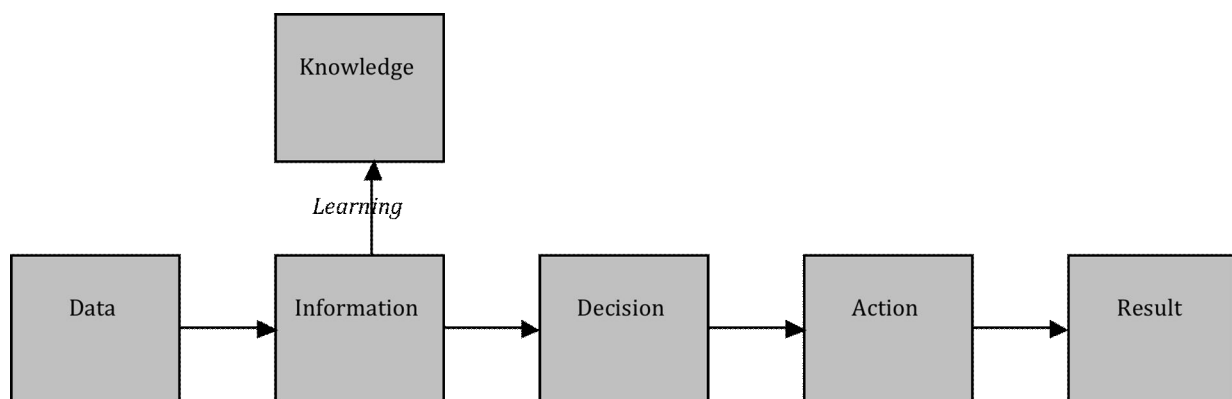 Knowledge
Learning
Data
Information
Decision
Action
Result